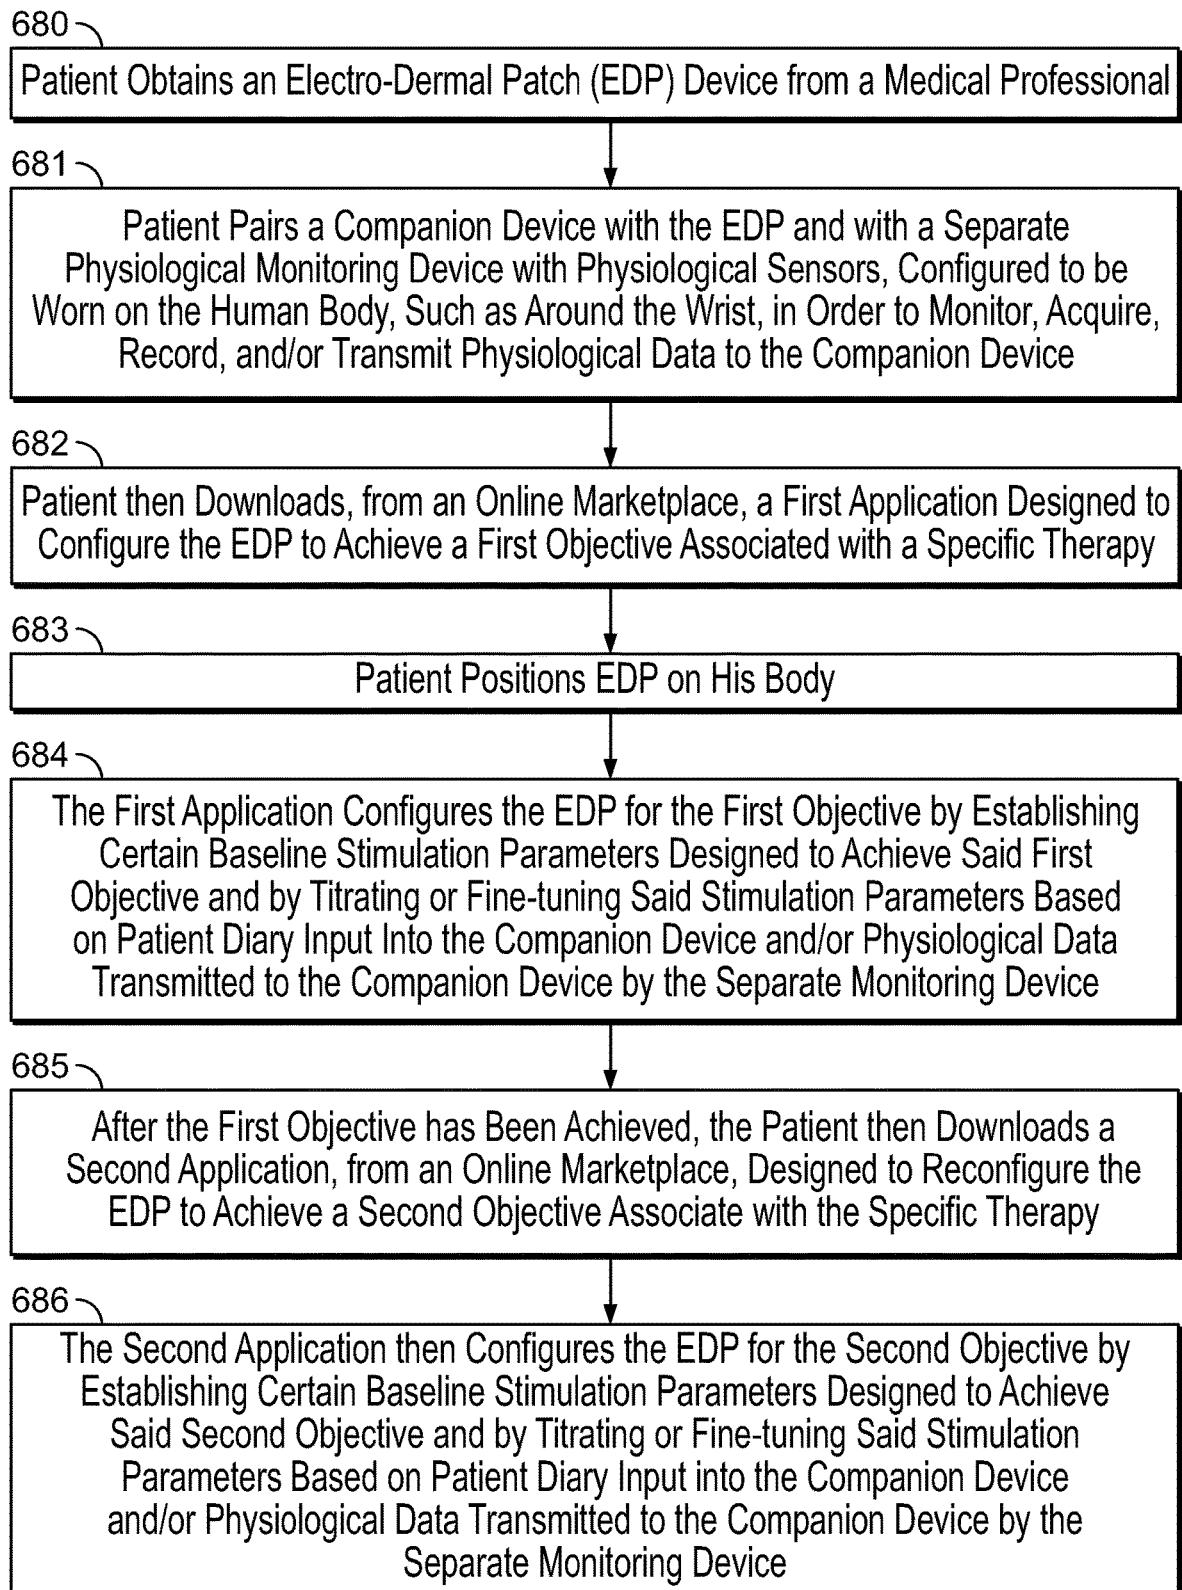 680
Patient Obtains an Electro-Dermal Patch (EDP) Device from a Medical Professional
681
Patient Pairs a Companion Device with the EDP and with a Separate
Physiological Monitoring Device with Physiological Sensors, Configured to be
Worn on the Human Body, Such as Around the Wrist, in Order to Monitor, Acquire,
Record, and/or Transmit Physiological Data to the Companion Device
682
Patient then Downloads, from an Online Marketplace, a First Application Designed to
Configure the EDP to Achieve a First Objective Associated with a Specific Therapy
683
Patient Positions EDP on His Body
684
The First Application Configures the EDP for the First Objective by Establishing
Certain Baseline Stimulation Parameters Designed to Achieve Said First
Objective and by Titrating or Fine-tuning Said Stimulation Parameters Based
on Patient Diary Input Into the Companion Device and/or Physiological Data
Transmitted to the Companion Device by the Separate Monitoring Device
685
After the First Objective has Been Achieved, the Patient then Downloads a
Second Application, from an Online Marketplace, Designed to Reconfigure the
EDP to Achieve a Second Objective Associate with the Specific Therapy
686
The Second Application then Configures the EDP for the Second Objective by
Establishing Certain Baseline Stimulation Parameters Designed to Achieve
Said Second Objective and by Titrating or Fine-tuning Said Stimulation
Parameters Based on Patient Diary Input into the Companion Device
and/or Physiological Data Transmitted to the Companion Device by the
Separate Monitoring Device